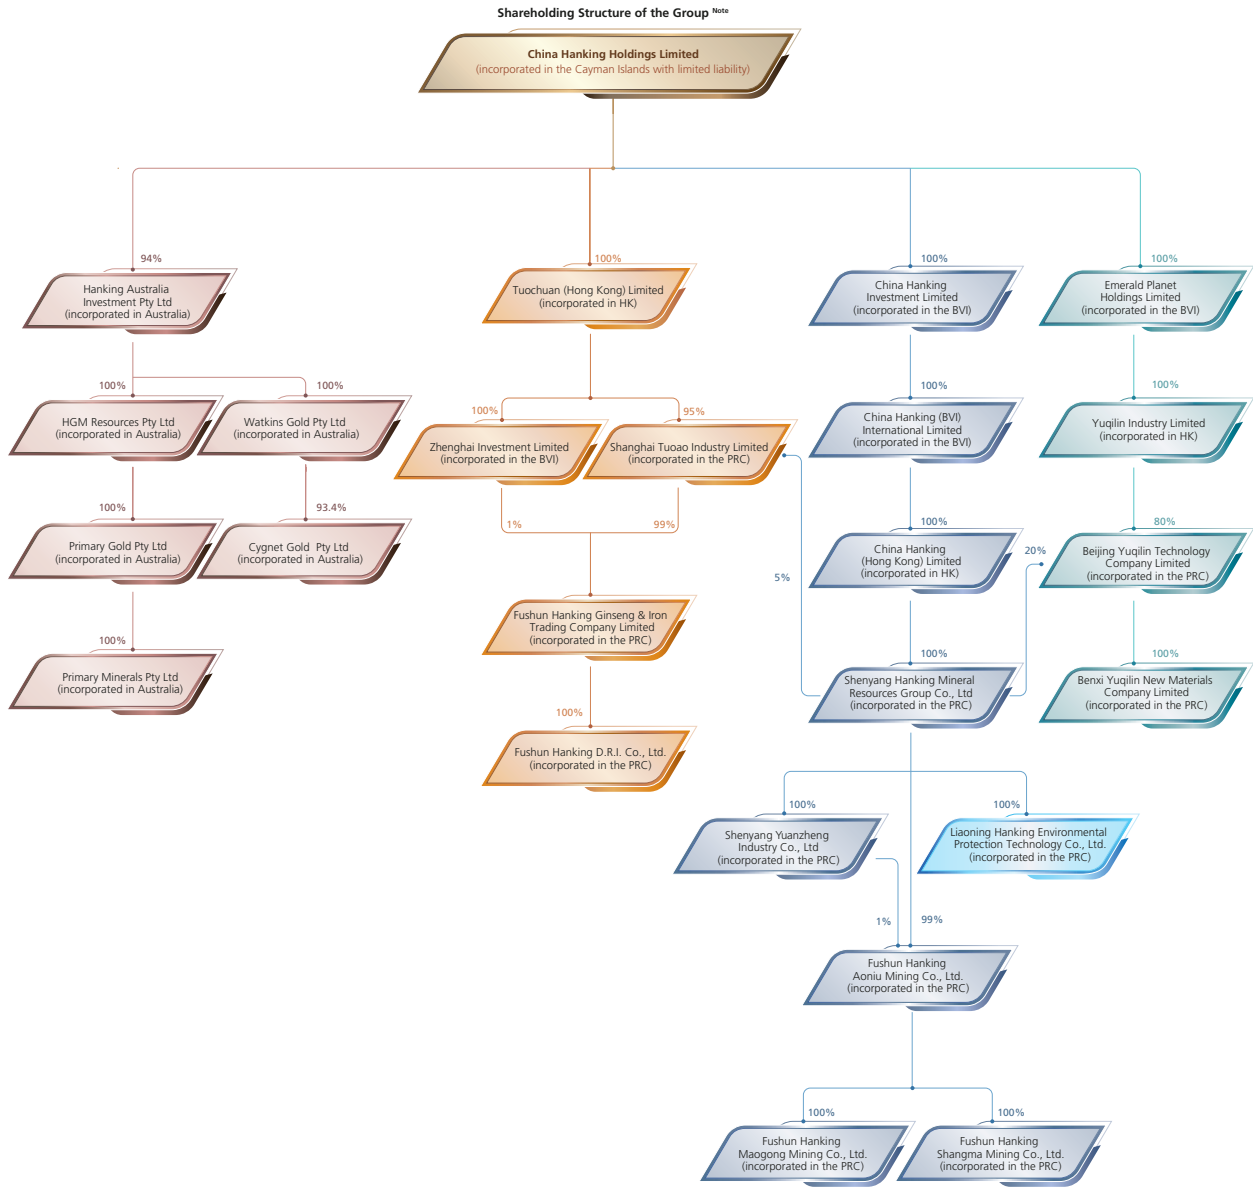 Shareholding Structure of the Group Note
China Hanking Holdings Limited
(incorporated in the Cayman Islands with limited liability)
94%
Hanking Australia
Investment Pty Ltd
(incorporated in Australia)
100%
Tuochuan (Hong Kong) Limited
(incorporated in HK)
100%
China Hanking
Investment Limited
(incorporated in the BVI)
100%
Emerald Planet
Holdings Limited
(incorporated in the BVI)
100%
HGM Resources Pty Ltd
(incorporated in Australia)
100%
Watkins Gold Pty Ltd
(incorporated in Australia)
100%
Zhenghai Investment Limited
(incorporated in the BVI)
95%
Shanghai Tuoao Industry Limited
(incorporated in the PRC)
100%
China Hanking (BVI)
International Limited
(incorporated in the BVI)
100%
Yuqilin Industry Limited
(incorporated in HK)
100%
Primary Gold Pty Ltd
(incorporated in Australia)
93.4%
Cygnet Gold Pty Ltd
(incorporated in Australia)
1%
99%
100%
China Hanking
(Hong Kong) Limited
(incorporated in HK)
20%
80%
Beijing Yuqilin Technology
Company Limited
(incorporated in the PRC)
5%
Fushun Hanking Ginseng & Iron
Trading Company Limited
(incorporated in the PRC)
100%
Primary Minerals Pty Ltd
(incorporated in Australia)
100%
Shenyang Hanking Mineral
Resources Group Co., Ltd
(incorporated in the PRC)
100%
Benxi Yuqilin New Materials
Company Limited
(incorporated in the PRC)
100%
Fushun Hanking D.R.I. Co., Ltd.
(incorporated in the PRC)
100%
Shenyang Yuanzheng
Industry Co., Ltd
(incorporated in the PRC)
100%
Liaoning Hanking Environmental
Protection Technology Co., Ltd.
(incorporated in the PRC)
1%
99%
Fushun Hanking
Aoniu Mining Co., Ltd.
(incorporated in the PRC)
100%
Fushun Hanking
Maogong Mining Co., Ltd.
(incorporated in the PRC)
100%
Fushun Hanking
Shangma Mining Co., Ltd.
(incorporated in the PRC)